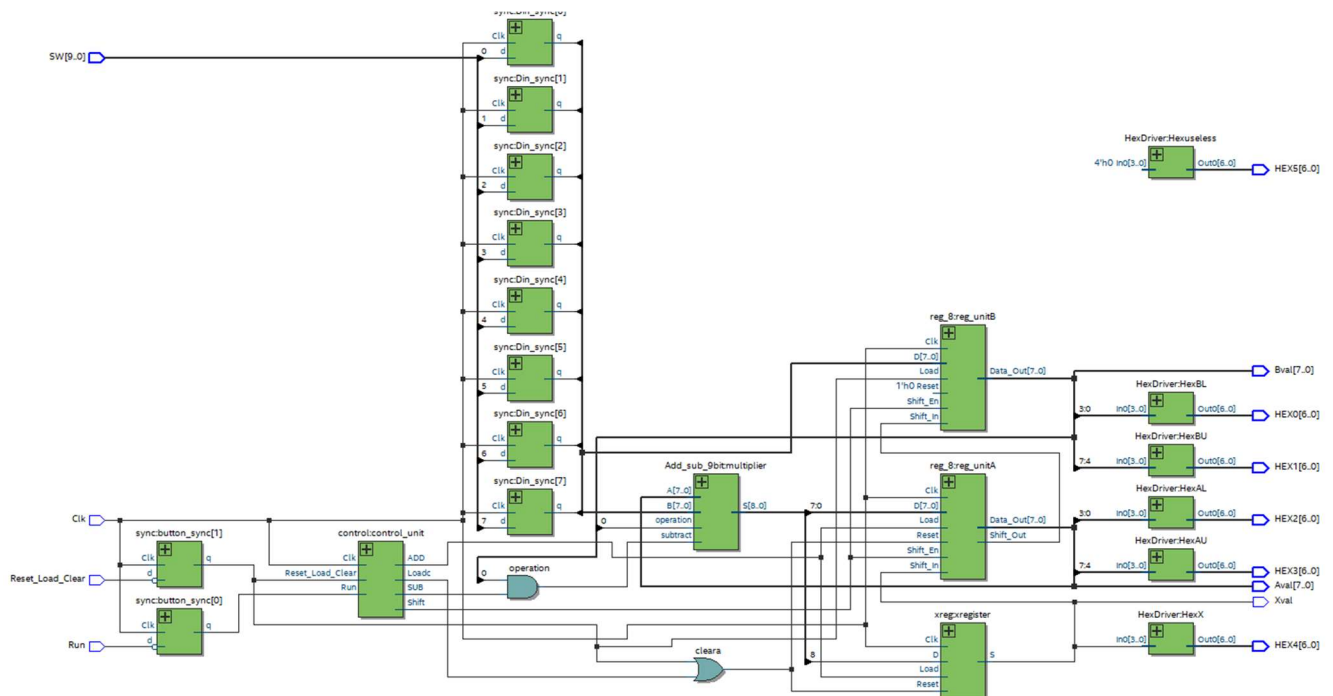 SW[9..0]
sync:Din_sync[0]
Clk
q
0
d
sync:Din_sync[1]
Clk
q
1
d
sync:Din_sync[2]
Clk
q
2
d
sync:Din_sync[3]
Clk
q
3
d
sync:Din_sync[4]
Clk
q
4
d
sync:Din_sync[5]
Clk
q
5
d
sync:Din_sync[6]
Clk
q
6
d
sync:Din_sync[7]
Clk
q
7
d
HexDriver:Hexuseless
4'h0 In0[3..0]
Out0[6..0]
HEX5[6..0]
reg_8:reg_unitB
Clk
D[7..0]
Load
1'h0 Reset
Shift_En
Shift_In
Data_Out[7..0]
Bval[7..0]
HexDriver:HexBL
3:0
In0[3..0]
Out0[6..0]
HEX0[6..0]
HexDriver:HexBU
7:4
In0[3..0]
Out0[6..0]
HEX1[6..0]
Add_sub_9bit:multiplier
A[7..0]
B[7..0]
0
operation
subtract
S[8..0]
reg_8:reg_unitA
Clk
7:0
D[7..0]
Load
Reset
Shift_En
Shift_In
Data_Out[7..0]
Shift_Out
HexDriver:HexAL
3:0
In0[3..0]
Out0[6..0]
HEX2[6..0]
HexDriver:HexAU
7:4
In0[3..0]
Out0[6..0]
HEX3[6..0]
Aval[7..0]
Xval
Clk
sync:button_sync[1]
Clk
q
d
Reset_Load_Clear
sync:button_sync[0]
Clk
q
d
Run
control:control_unit
Clk
Reset_Load_Clear
Run
ADD
Loadc
SUB
Shift
0
operation
cleara
xreg:xregister
Clk
D
8
Load
Reset
S
HexDriver:HexX
In0[3..0]
Out0[6..0]
HEX4[6..0]